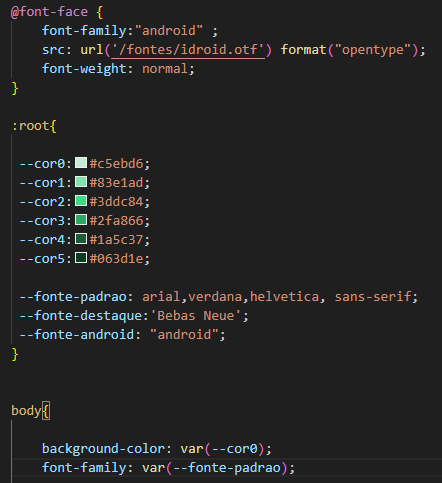 @font-face {
font-family:"android" ;
src: url('/fontes/idroid.otf') format("opentype");
font-weight: normal;
}
:root{
--cor0:#c5ebd6;
--cor1:#83e1ad;
--cor2:#3ddc84;
--cor3:#2fa866;
--cor4:#1a5c37;
--cor5:#063d1e;
--fonte-padrao: arial,verdana,helvetica, sans-serif;
--fonte-destaque:'Bebas Neue';
--fonte-android: "android";
}
body{
background-color: var(--cor0);
font-family: var(--fonte-padrao);